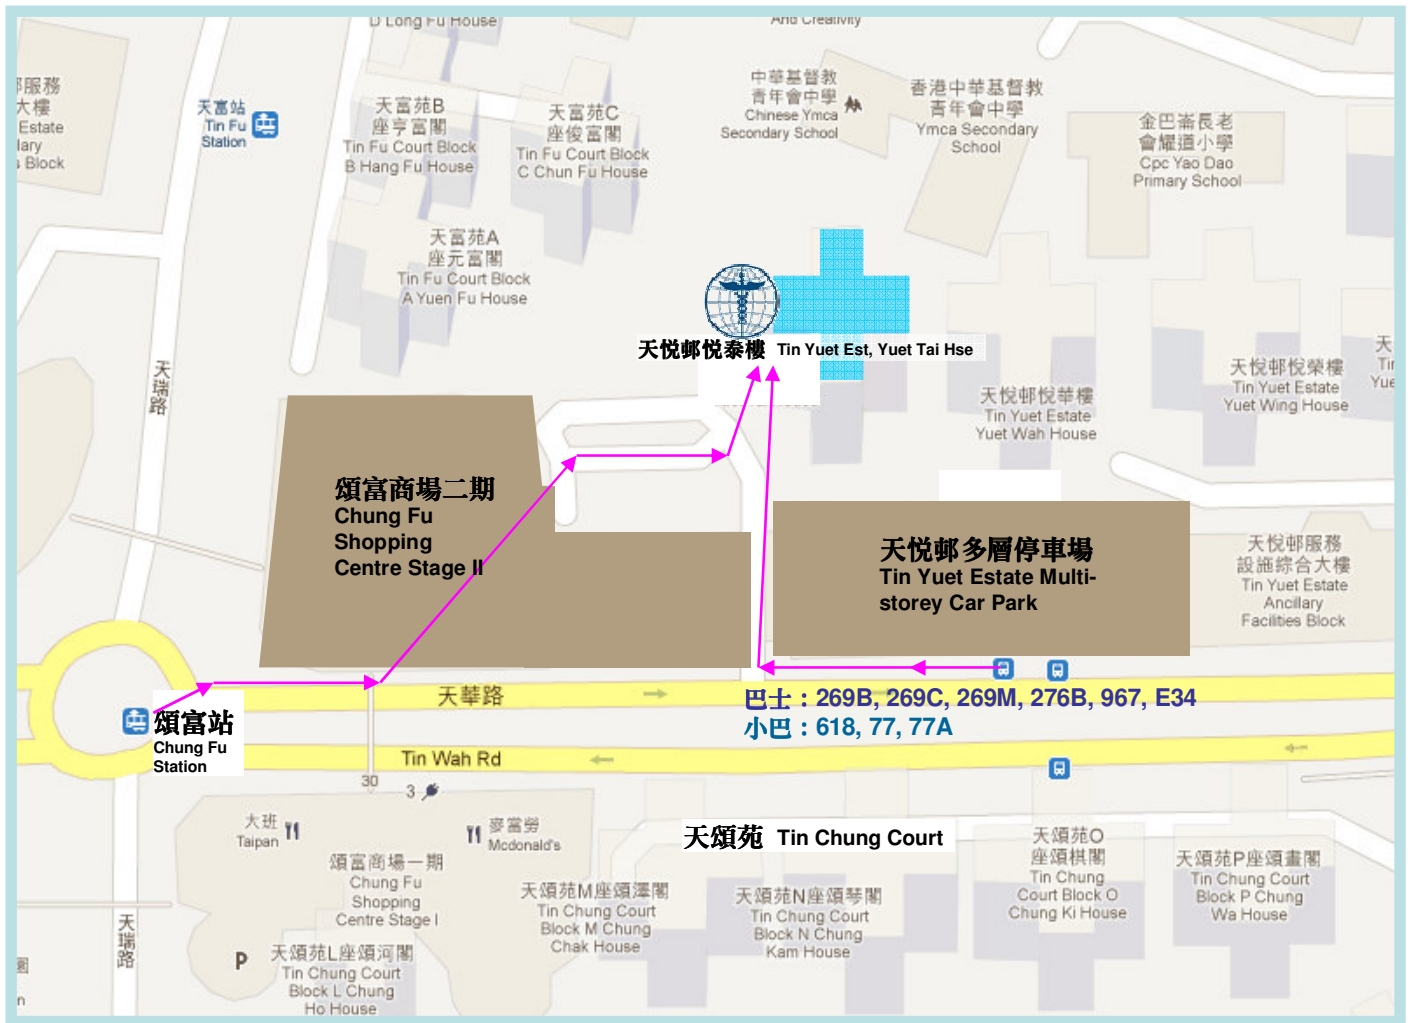 D Long Fu House
And Creativity
服務
大樓
Estate
lary
s Block
天富站
Tin Fu
Station
天富苑B
座亨富閣
Tin Fu Court Block
B Hang Fu House
天富苑C
座俊富閣
Tin Fu Court Block
C Chun Fu House
中華基督教
青年會中學
Chinese Ymca
Secondary School
香港中華基督教
青年會中學
Ymca Secondary
School
金巴崙長老
會耀道小學
Cpc Yao Dao
Primary School
天富苑A
座元富閣
Tin Fu Court Block
A Yuen Fu House
天悅邨悅泰樓 Tin Yuet Est, Yuet Tai Hse
天瑞路
天悅邨悅華樓
Tin Yuet Estate
Yuet Wah House
天悅邨悅榮樓
Tin Yuet Estate
Yuet Wing House
天
Tin
Yue
頌富商場二期
Chung Fu
Shopping
Centre Stage II
天悅邨多層停車場
Tin Yuet Estate Multi-
storey Car Park
天悅邨服務
設施綜合大樓
Tin Yuet Estate
Ancillary
Facilities Block
天華路
巴士：269B, 269C, 269M, 276B, 967, E34
小巴：618, 77, 77A
頌富站
Chung Fu
Station
Tin Wah Rd
30
3
大班
Taipan
麥當勞
Mcdonald's
頌富商場一期
Chung Fu
Shopping
Centre Stage I
天頌苑 Tin Chung Court
天頌苑O
座頌棋閣
Tin Chung
Court Block O
Chung Ki House
天頌苑P座頌畫閣
Tin Chung Court
Block P Chung
Wa House
天頌苑M座頌澤閣
Tin Chung Court
Block M Chung
Chak House
天頌苑N座頌琴閣
Tin Chung Court
Block N Chung
Kam House
天瑞路
P
天頌苑L座頌河閣
Tin Chung Court
Block L Chung
Ho House
園
n